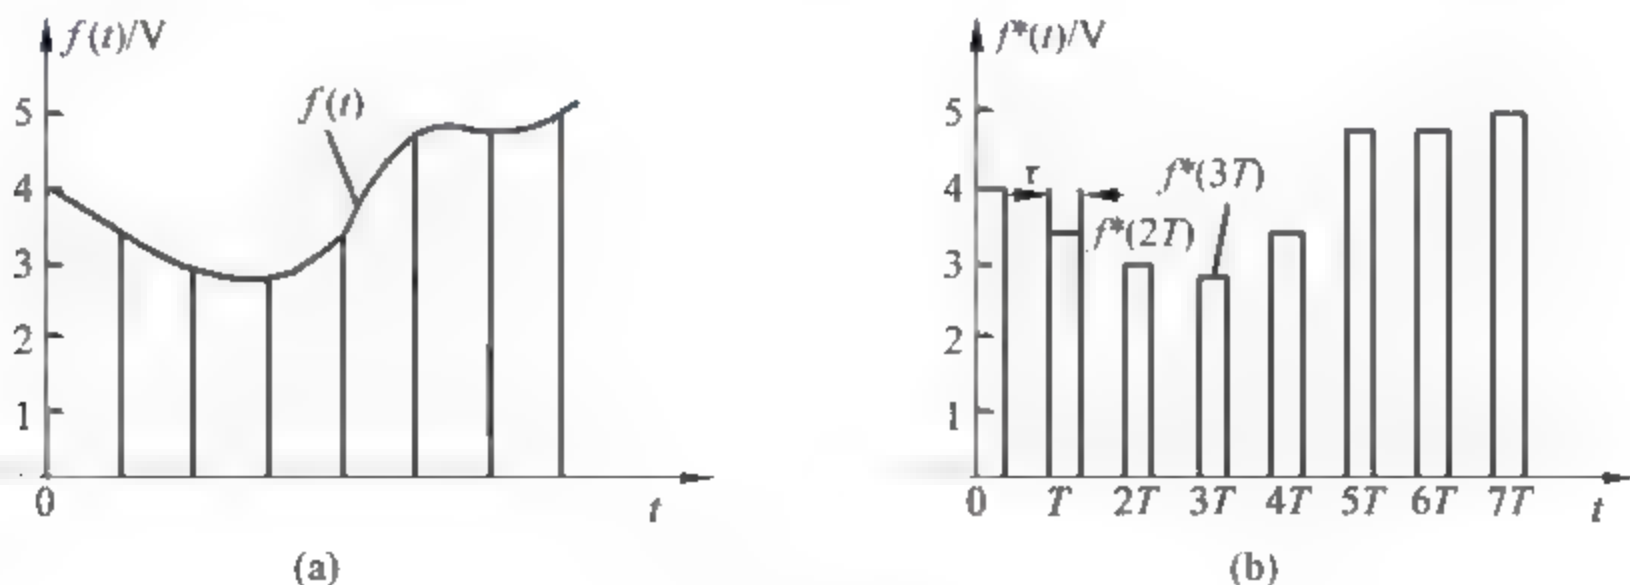 f(t)/V
f(t)
5
4
3
2
1
0
t
(a)
f*(t)/V
5
4
τ
f*(3T)
f*(2T)
3
2
1
0 T 2T 3T 4T 5T 6T 7T
t
(b)